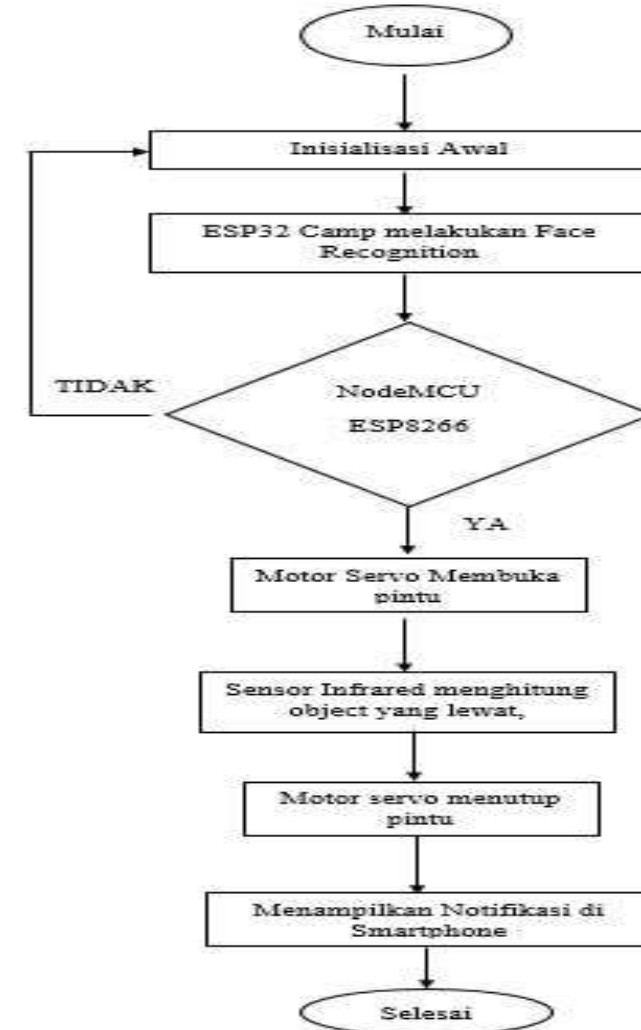 Mulai
Inisialisasi Awal
ESP32 Camp melakukan Face
Recognition
TIDAK
NodeMCU
ESP8266
YA
Motor Servo Membuka
pintu
Sensor Infrared menghitung
object yang lewat,
Motor servo menutup
pintu
Menampilkan Notifikasi di
Smartphone
Selesai